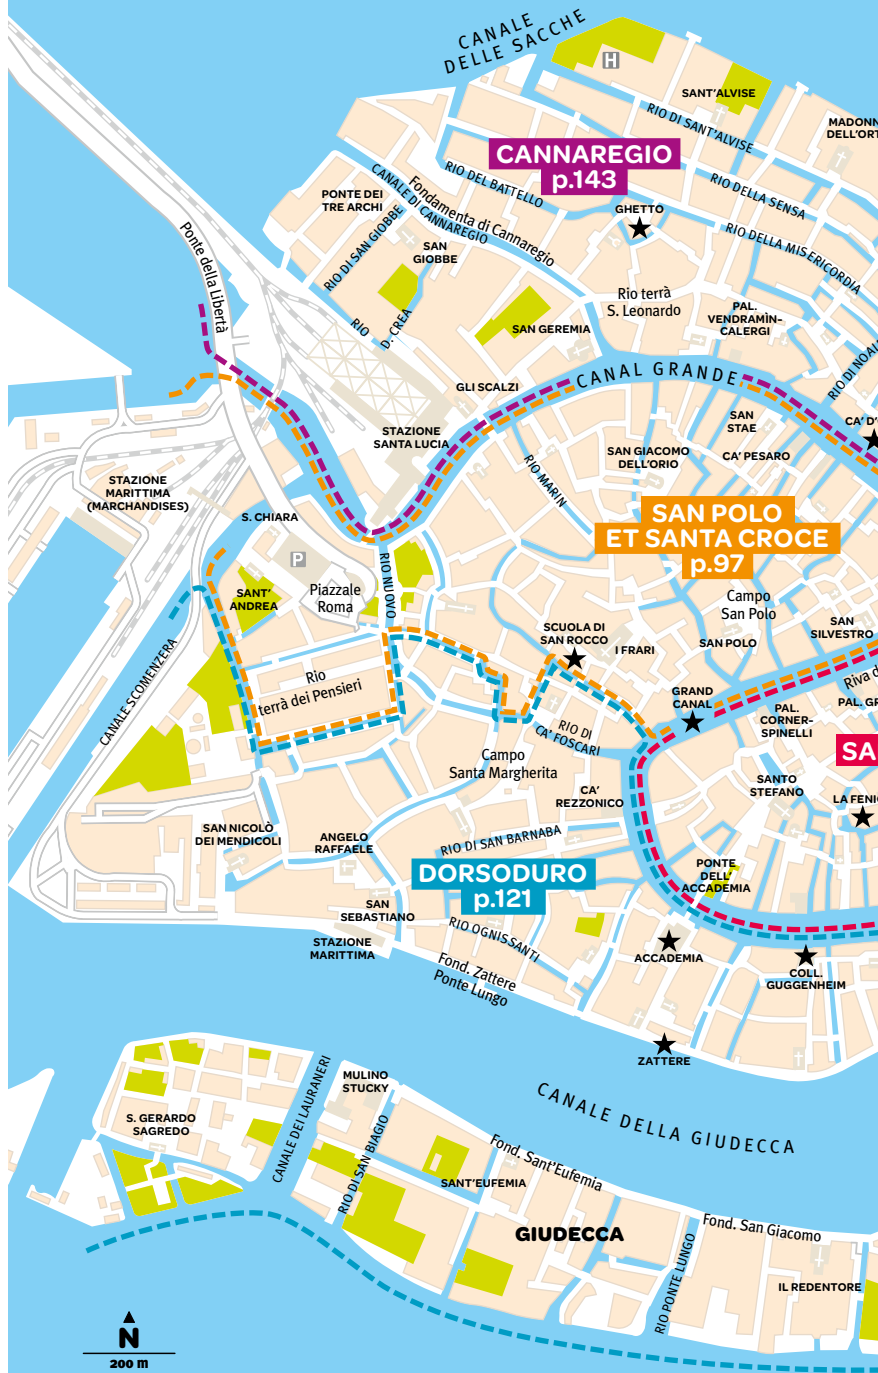 CANALE
DELLE SACCHE
H
SANT'ALVISE
RIO DI SANT'ALVISE
MADONN
DELL'ORT
CANNAREGIO
p.143
RIO DEL BATTELLO
RIO DELLA SENSA
PONTE DEI
TRE ARCHI
CANALE DI CANNAREGIO
Fondamenta di Cannaregio
GHETTO
RIO DELLA MISERICORDIA
RIO DI SAN GIOBBE
SAN
GIOBBE
Ponte della Libertà
Rio terrà
S. Leonardo
PAL.
VENDRAMÌN-
CALERGI
RIO
D. CREA
SAN GEREMIA
RIO DI NOAL
GLI SCALZI
CANAL GRANDE
STAZIONE
SANTA LUCIA
SAN
STAE
CA' D'
SAN GIACOMO
DELL'ORIO
CA' PESARO
RIO MARIN
STAZIONE
MARITTIMA
(MARCHANDISES)
S. CHIARA
SAN POLO
ET SANTA CROCE
p.97
P
RIO NUOVO
SANT'
ANDREA
Piazzale
Roma
Campo
San Polo
SCUOLA DI
SAN ROCCO
I FRARI
SAN POLO
SAN
SILVESTRO
CANALE SCOMENZERA
Rio
terrà dei Pensieri
Riva d
GRAND
CANAL
PAL.
CORNER-
SPINELLI
PAL. GR
RIO DI
CA' FOSCARI
Campo
Santa Margherita
SA
CA'
REZZONICO
SANTO
STEFANO
LA FENIC
SAN NICOLÒ
DEI MENDICOLI
ANGELO
RAFFAELE
RIO DI SAN BARNABA
DORSODURO
p.121
PONTE
DELL'
ACCADEMIA
SAN
SEBASTIANO
RIO OGNISSANTI
STAZIONE
MARITTIMA
Fond. Zattere
Ponte Lungo
ACCADEMIA
COLL.
GUGGENHEIM
ZATTERE
CANALE DELLA GIUDECCA
MULINO
STUCKY
S. GERARDO
SAGREDO
CANALE DEI LAURANERI
RIO DI SAN BIAGIO
Fond. Sant'Eufemia
SANT'EUFEMIA
GIUDECCA
Fond. San Giacomo
RIO PONTE LUNGO
IL REDENTORE
N
200 m